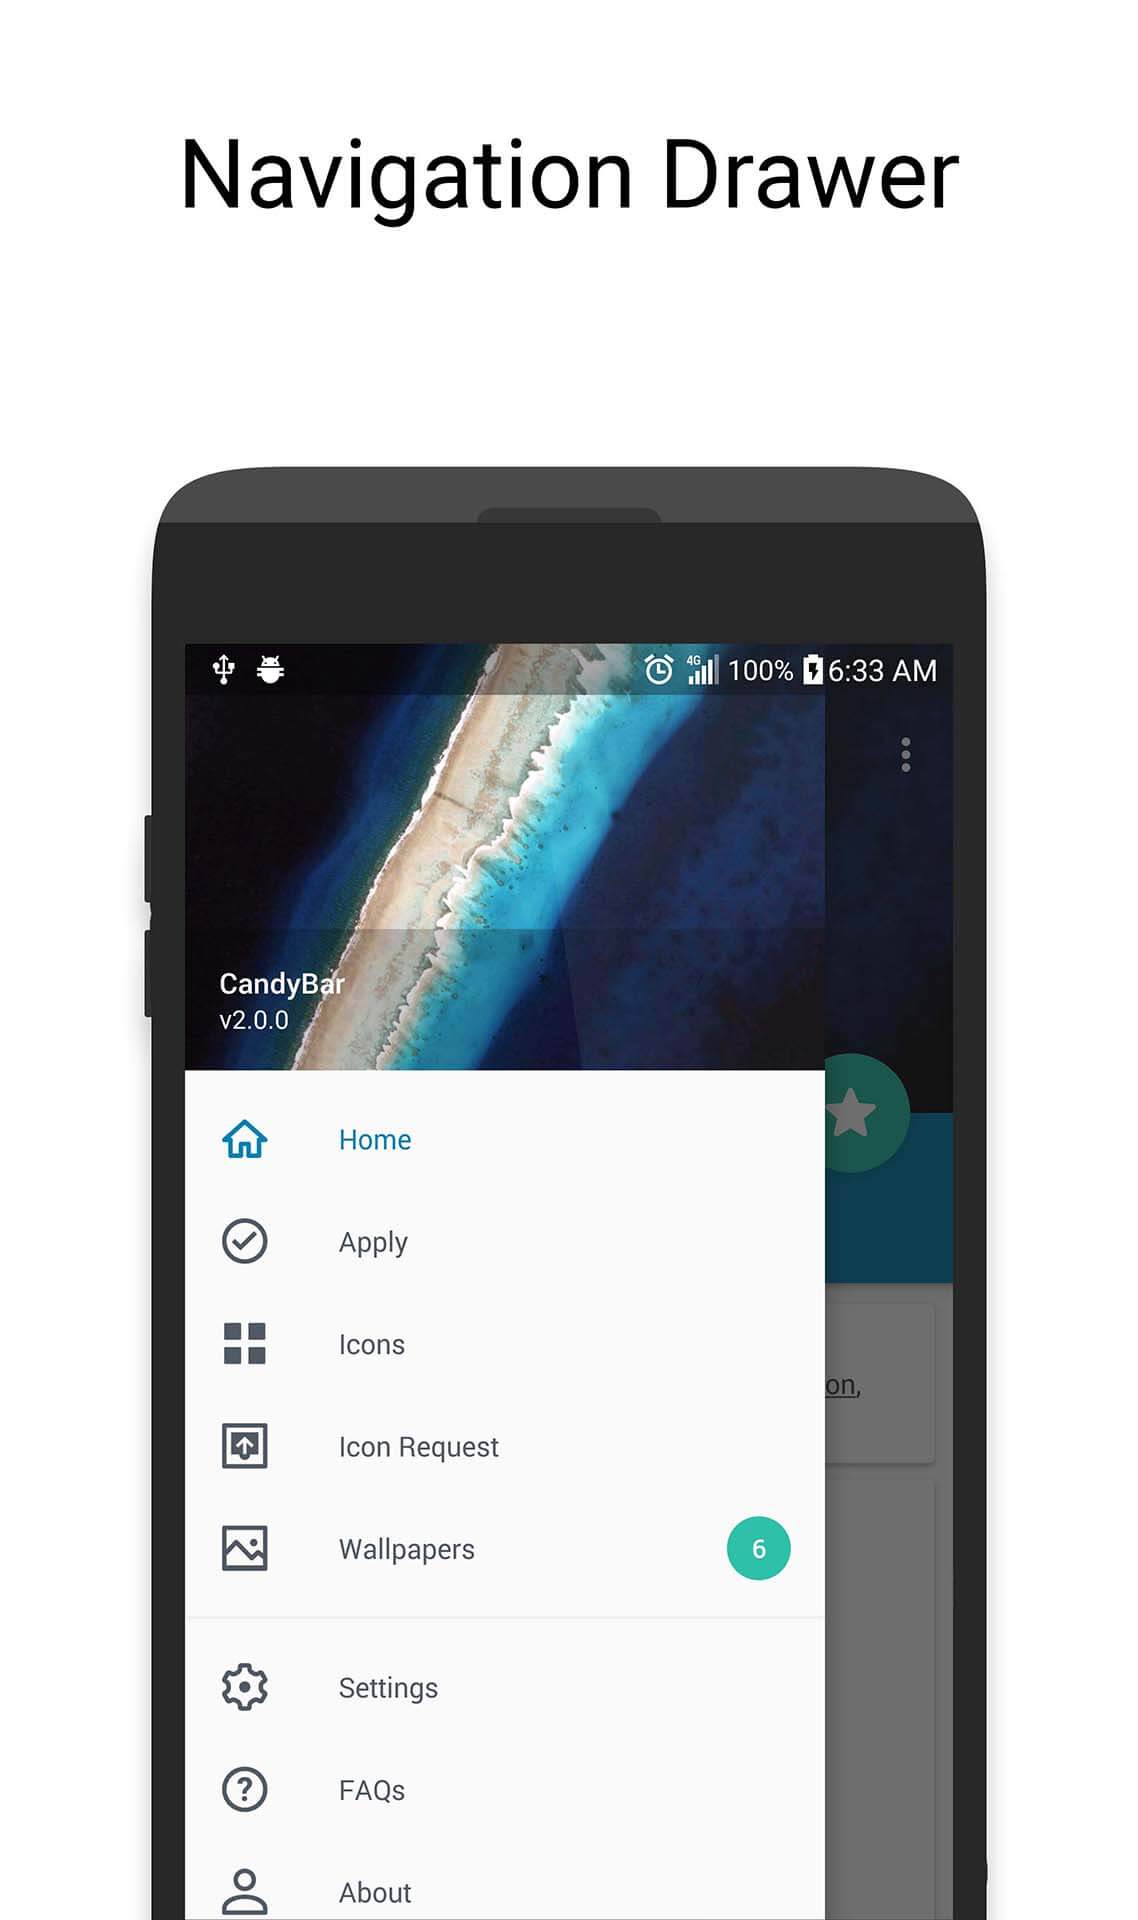 Navigation Drawer
4G 100% 6:33 AM
CandyBar
v2.0.0
Home
Apply
Icons
Icon Request
Wallpapers 6
on,
Settings
FAQs
About